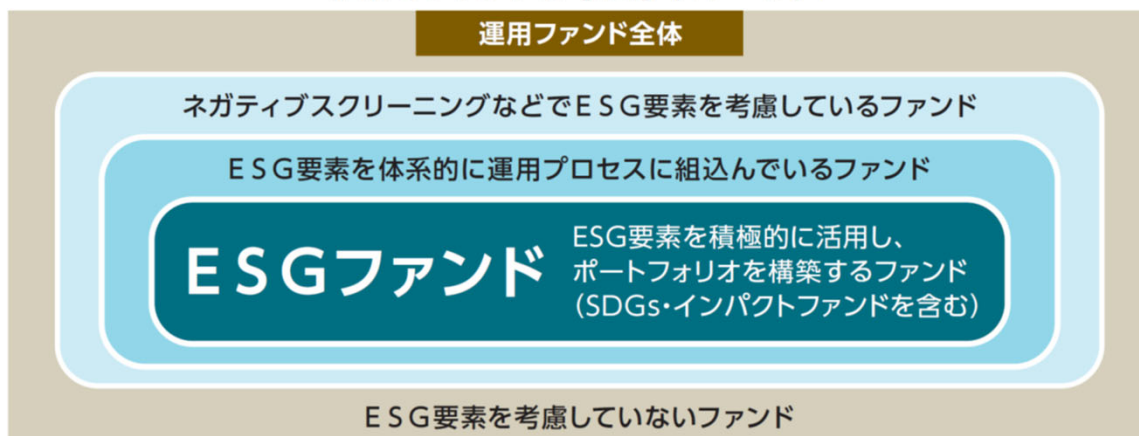 運用ファンド全体
ネガティブスクリーニングなどでESG要素を考慮しているファンド
ESG要素を体系的に運用プロセスに組込んでいるファンド
ESGファンド
ESG要素を積極的に活用し、
ポートフォリオを構築するファンド
(SDGs・インパクトファンドを含む)
ESG要素を考慮していないファンド